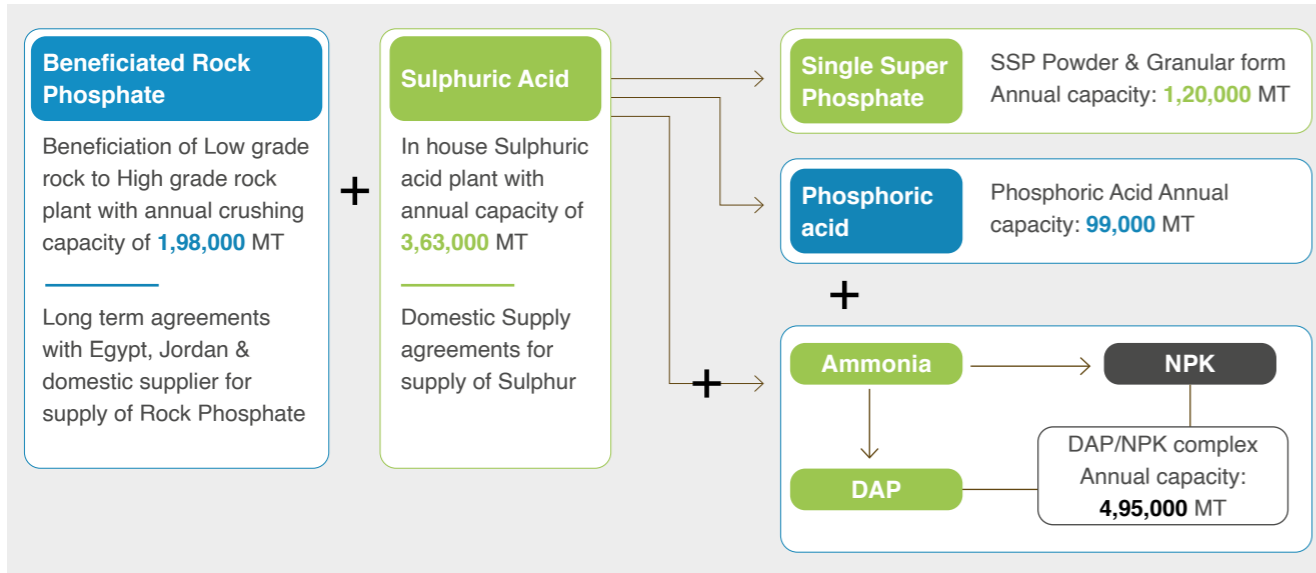 Beneficiated Rock
Phosphate
Beneficiation of Low grade
rock to High grade rock
plant with annual crushing
capacity of 1,98,000 MT
Long term agreements
with Egypt, Jordan &
domestic supplier for
supply of Rock Phosphate
+
Sulphuric Acid
In house Sulphuric
acid plant with
annual capacity of
3,63,000 MT
Domestic Supply
agreements for
supply of Sulphur
Single Super
Phosphate
SSP Powder & Granular form
Annual capacity: 1,20,000 MT
Phosphoric
acid
Phosphoric Acid Annual
capacity: 99,000 MT
+
+
Ammonia
NPK
DAP
DAP/NPK complex
Annual capacity:
4,95,000 MT